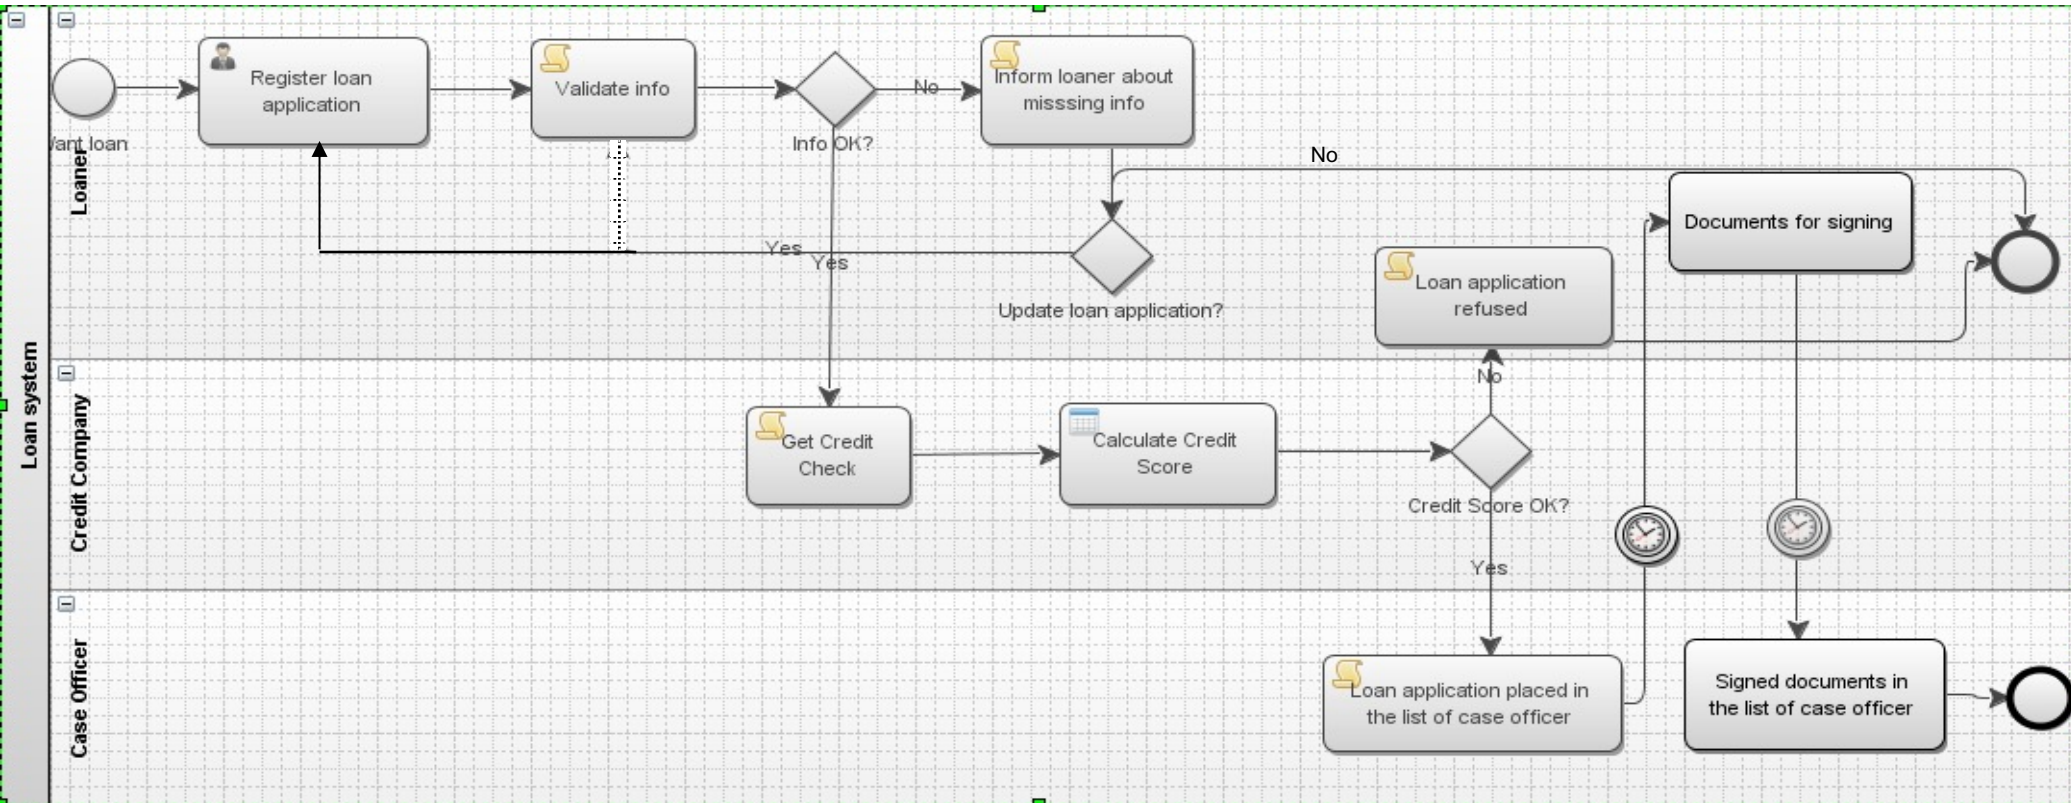 Loan system
Loaner
Want loan
Register loan
application
Validate info
Info OK?
No
Inform loaner about
misssing info
No
Yes
Yes
Update loan application?
Loan application
refused
Documents for signing
Credit Company
Get Credit
Check
Calculate Credit
Score
No
Credit Score OK?
Yes
Case Officer
Loan application placed in
the list of case officer
Signed documents in
the list of case officer